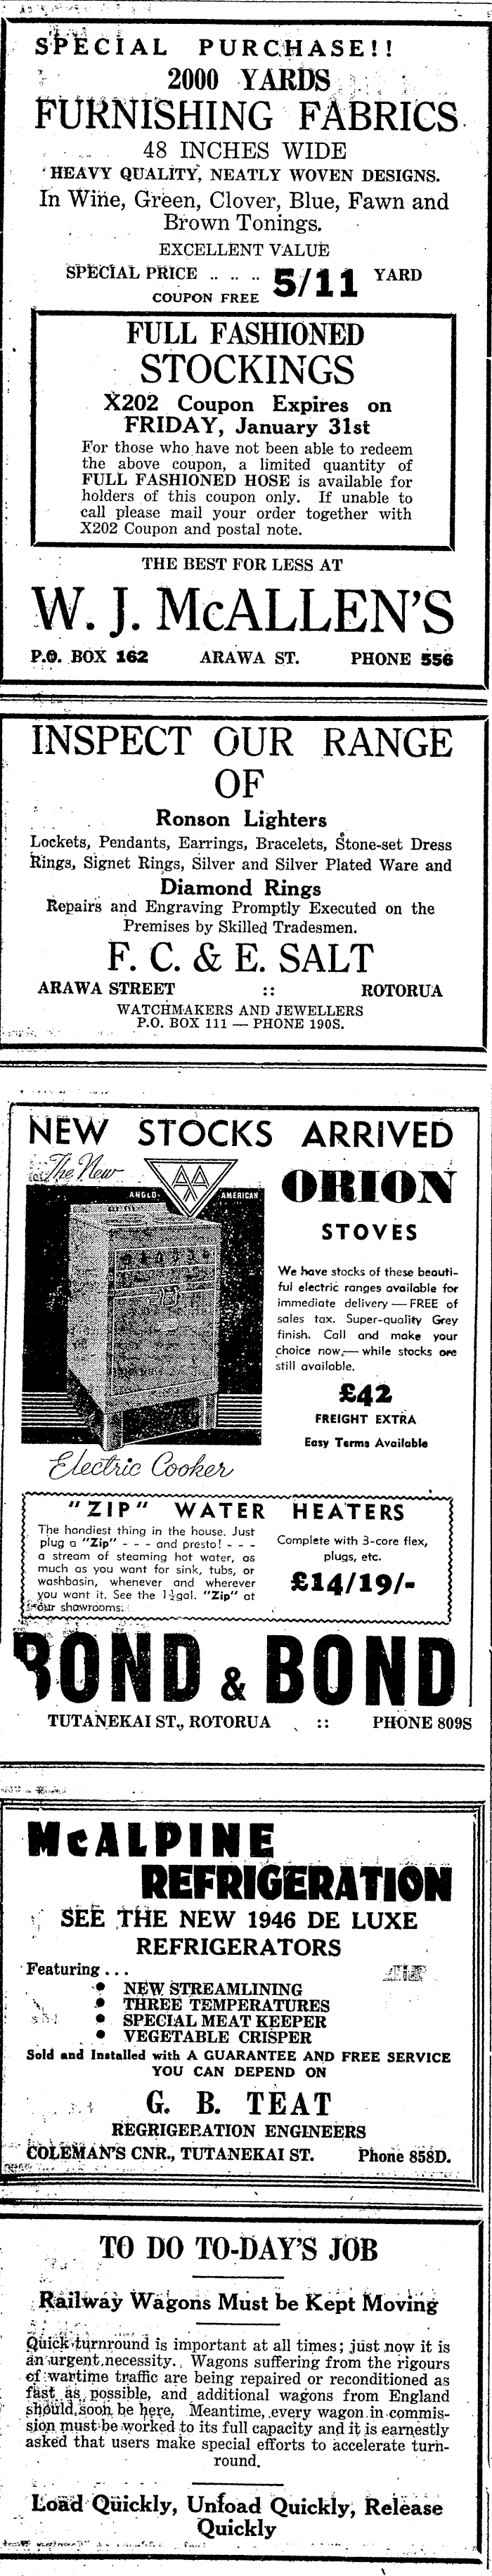 SPECIAL PURCHASE!!
2000 YARDS
FURNISHING FABRICS
48 INCHES WIDE
HEAVY QUALITY, NEATLY WOVEN DESIGNS.
In Wine, Green, Clover, Blue, Fawn and
Brown Tonings.
EXCELLENT VALUE
SPECIAL PRICE .. .. .. 5/11 YARD
COUPON FREE
FULL FASHIONED
STOCKINGS
X202 Coupon Expires on
FRIDAY, January 31st
For those who have not been able to redeem
the above coupon, a limited quantity of
FULL FASHIONED HOSE is available for
holders of this coupon only. If unable to
call please mail your order together with
X202 Coupon and postal note.
THE BEST FOR LESS AT
W. J. McALLEN'S
P.O. BOX 162 ARAWA ST. PHONE 556
INSPECT OUR RANGE
OF
Ronson Lighters
Lockets, Pendants, Earrings, Bracelets, Stone-set Dress
Rings, Signet Rings, Silver and Silver Plated Ware and
Diamond Rings
Repairs and Engraving Promptly Executed on the
Premises by Skilled Tradesmen.
F. C. & E. SALT
ARAWA STREET :: ROTORUA
WATCHMAKERS AND JEWELLERS
P.O. BOX 111 — PHONE 190S.
NEW STOCKS ARRIVED
The New
AA
ANGLO- AMERICAN
ORION
STOVES
We have stocks of these beauti-
ful electric ranges available for
immediate delivery — FREE of
sales tax. Super-quality Grey
finish. Call and make your
choice now,— while stocks are
still available.
£42
FREIGHT EXTRA
Easy Terms Available
Electric Cooker
"ZIP" WATER HEATERS
The handiest thing in the house. Just
plug a "Zip" - - - and presto! - - -
a stream of steaming hot water, as
much as you want for sink, tubs, or
washbasin, whenever and wherever
you want it. See the 1½gal. "Zip" at
our showrooms.
Complete with 3-core flex,
plugs, etc.
£14/19/-
BOND & BOND
TUTANEKAI ST., ROTORUA :: PHONE 809S
McALPINE
REFRIGERATION
SEE THE NEW 1946 DE LUXE
REFRIGERATORS
Featuring . . .
• NEW STREAMLINING
• THREE TEMPERATURES
• SPECIAL MEAT KEEPER
• VEGETABLE CRISPER
Sold and Installed with A GUARANTEE AND FREE SERVICE
YOU CAN DEPEND ON
G. B. TEAT
REGRIGERATION ENGINEERS
COLEMAN'S CNR., TUTANEKAI ST. Phone 858D.
TO DO TO-DAY'S JOB
Railway Wagons Must be Kept Moving
Quick turnround is important at all times; just now it is
an urgent necessity. Wagons suffering from the rigours
of wartime traffic are being repaired or reconditioned as
fast as possible, and additional wagons from England
should soon be here. Meantime, every wagon in commis-
sion must be worked to its full capacity and it is earnestly
asked that users make special efforts to accelerate turn-
round.
Load Quickly, Unload Quickly, Release
Quickly